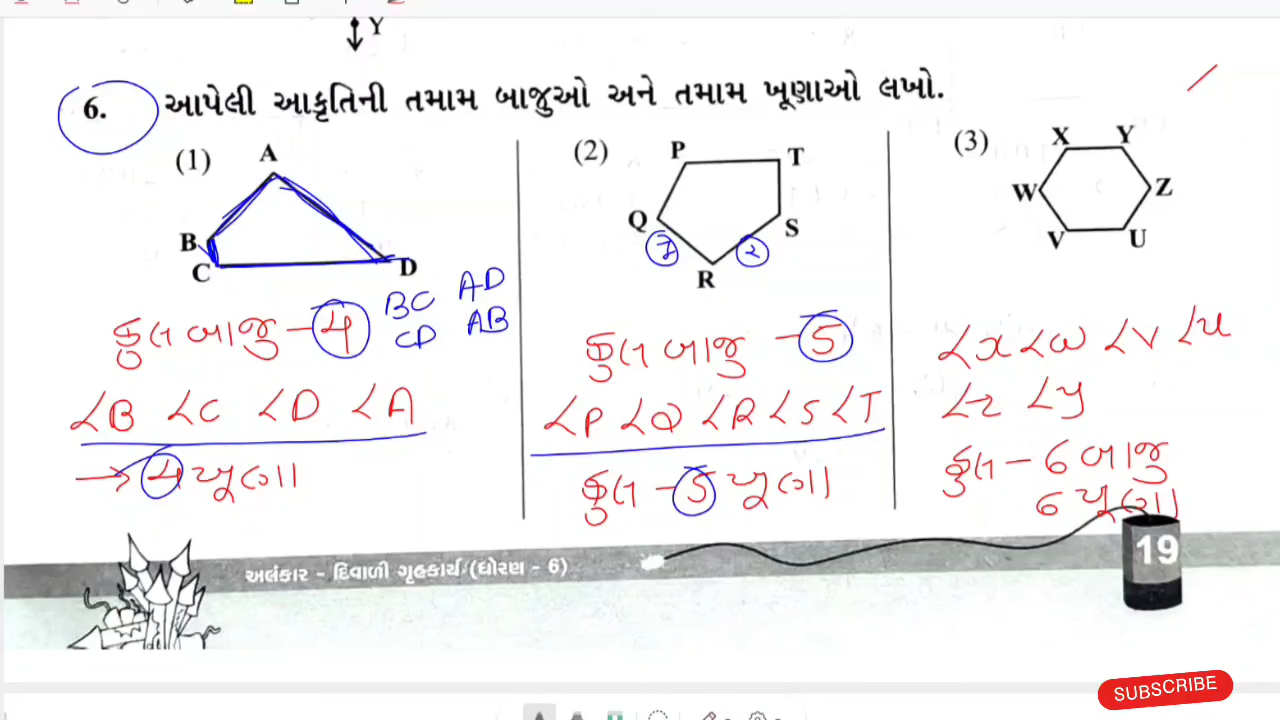 Y
6. આપેલી આકૃતિની તમામ બાજુઓ અને તમામ ખૂણાઓ લખો.
(1)
A
B
C
D
BC AD
CD AB
કુલ બાજુ - 4
∠B ∠C ∠D ∠A
→ 4 ખૂણા
(2)
P
T
Q
S
R
કુલ બાજુ - 5
∠P ∠Q ∠R ∠S ∠T
કુલ - 5 ખૂણા
(3)
X Y
W Z
V U
∠X ∠W ∠V ∠U
∠Z ∠Y
કુલ - 6 બાજુ
6 ખૂણા
અલંકાર - દિવાળી ગૃહકાર્ય (ધોરણ - 6)
19
SUBSCRIBE